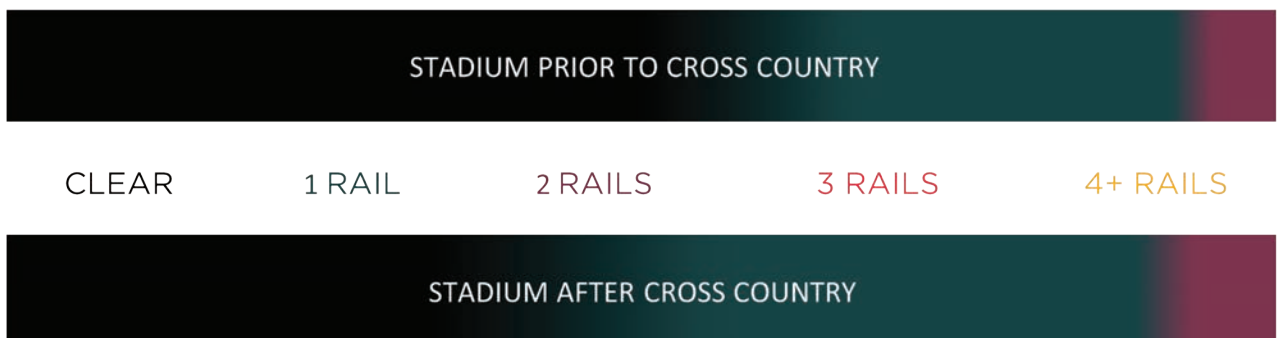 STADIUM PRIOR TO CROSS COUNTRY
CLEAR 1 RAIL 2 RAILS 3 RAILS 4+ RAILS
STADIUM AFTER CROSS COUNTRY